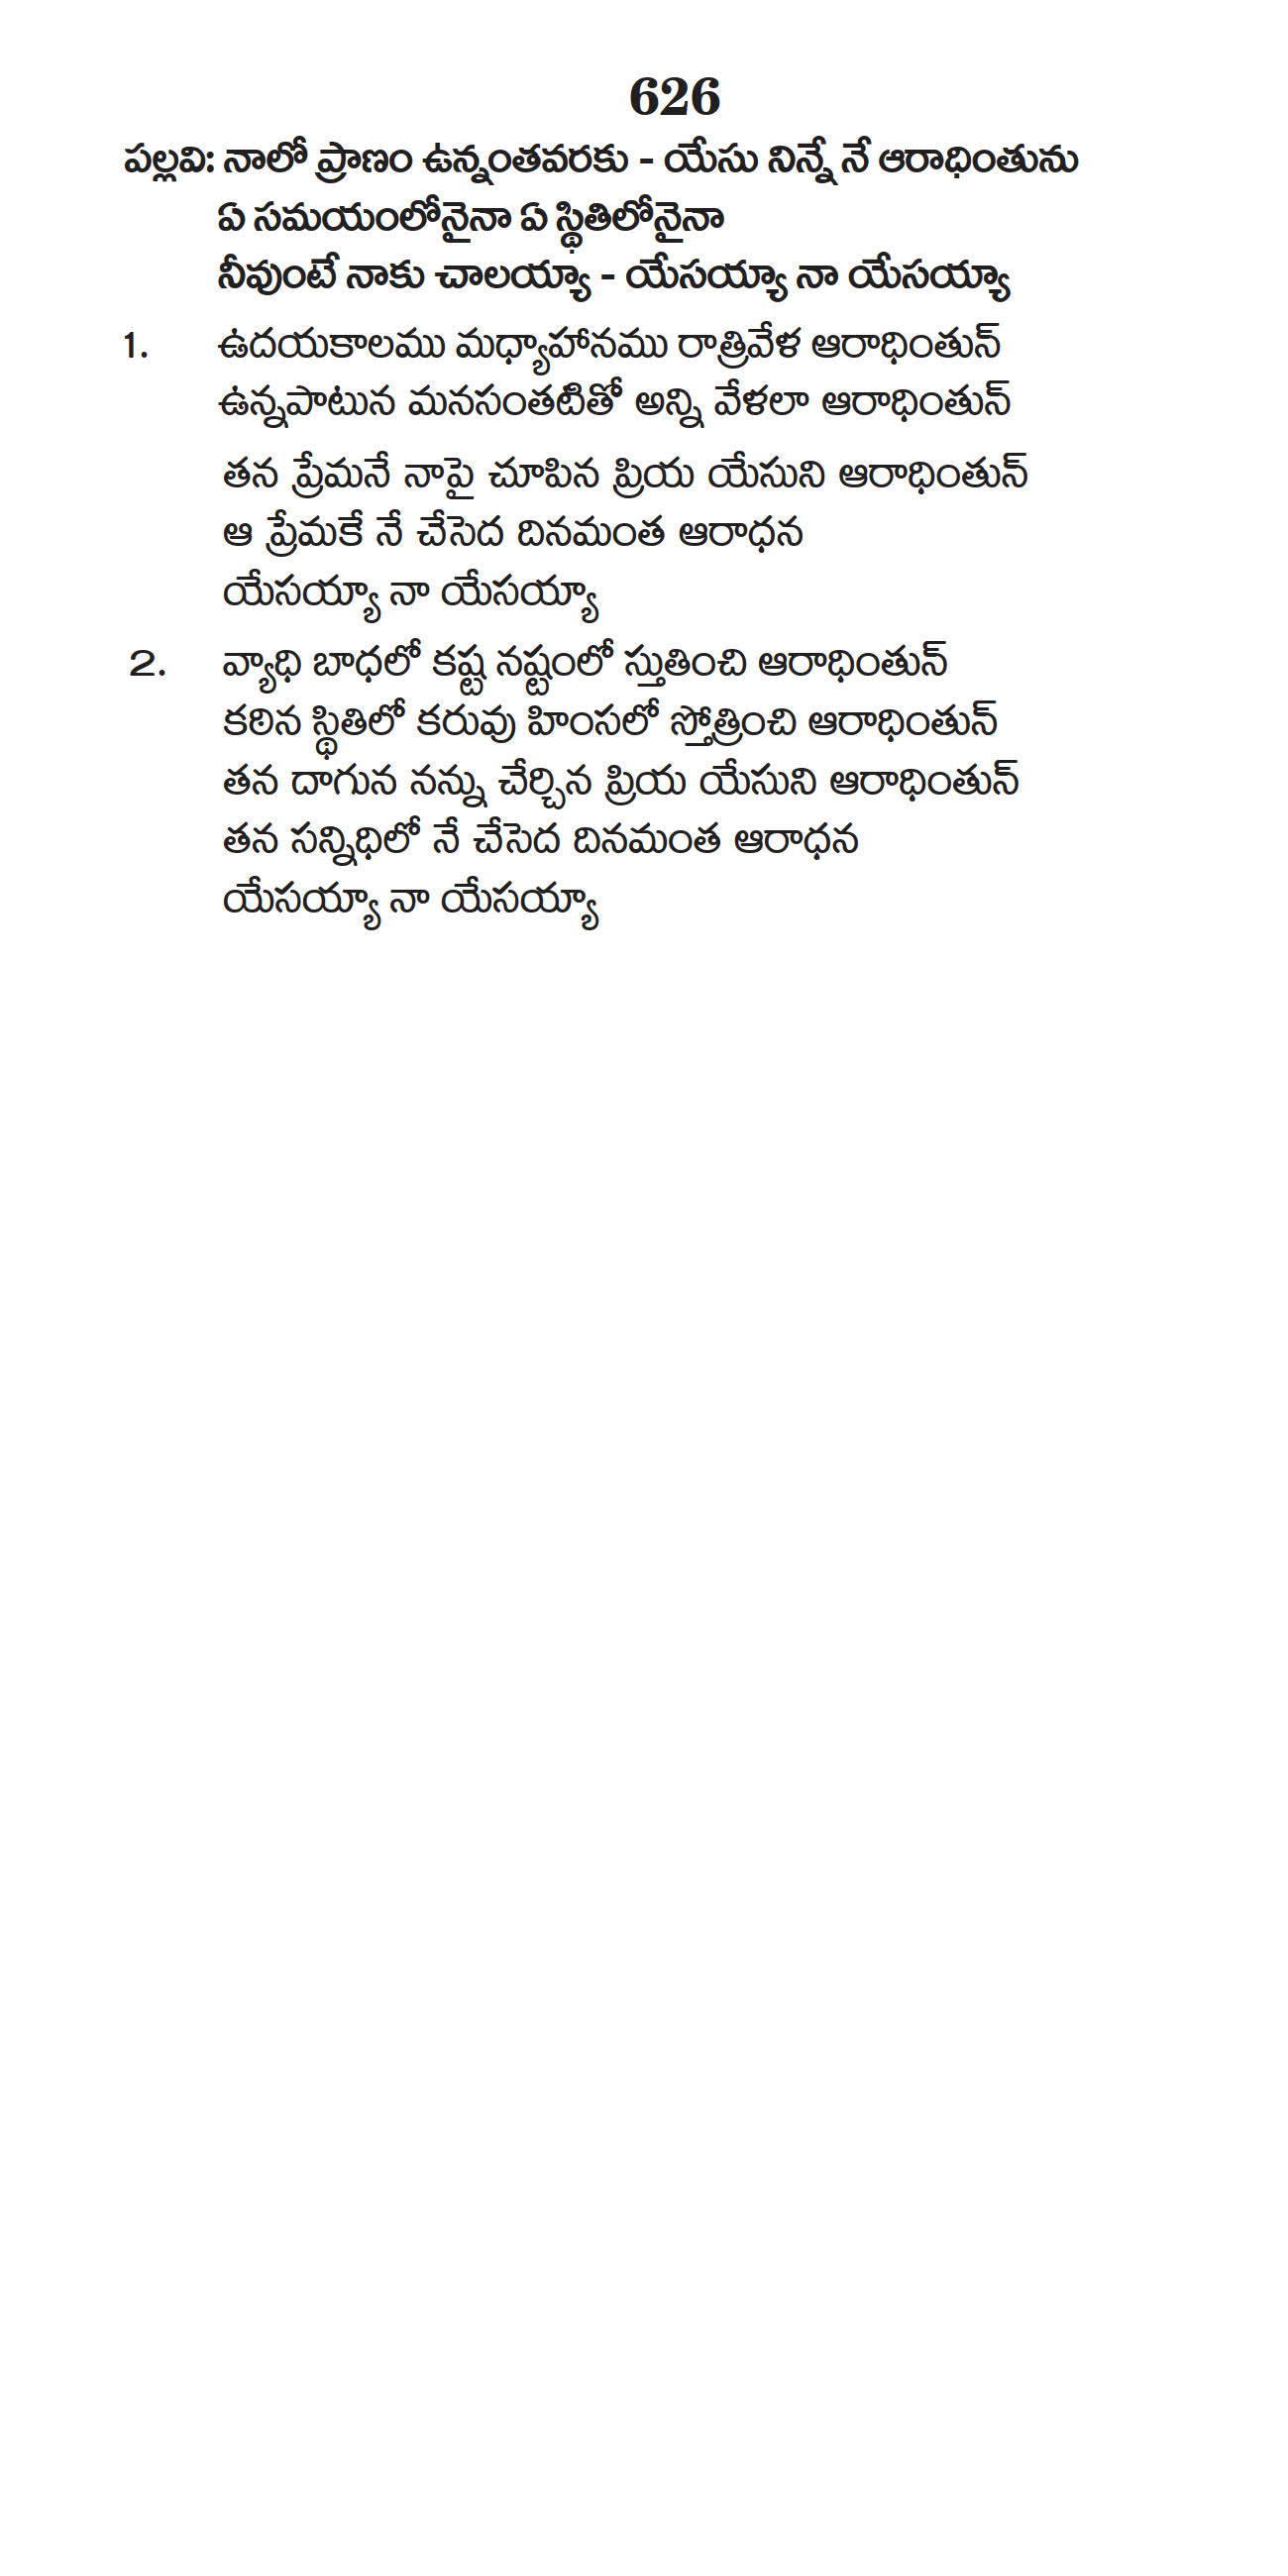 626
పల్లవి: నాలో ప్రాణం ఉన్నంతవరకు - యేసు నిన్నే నే ఆరాధింతును
ఏ సమయంలోనైనా ఏ స్థితిలోనైనా
నీవుంటే నాకు చాలయ్యా - యేసయ్యా నా యేసయ్యా
1. ఉదయకాలము మధ్యాహానము రాత్రివేళ ఆరాధింతున్
ఉన్నపాటున మనసంతటితో అన్ని వేళలా ఆరాధింతున్
తన ప్రేమనే నాపై చూపిన ప్రియ యేసుని ఆరాధింతున్
ఆ ప్రేమకే నే చేసెద దినమంత ఆరాధన
యేసయ్యా నా యేసయ్యా
2. వ్యాధి బాధలో కష్ట నష్టంలో స్తుతించి ఆరాధింతున్
కఠిన స్థితిలో కరువు హింసలో స్తోత్రించి ఆరాధింతున్
తన దాగున నన్ను చేర్చిన ప్రియ యేసుని ఆరాధింతున్
తన సన్నిధిలో నే చేసెద దినమంత ఆరాధన
యేసయ్యా నా యేసయ్యా